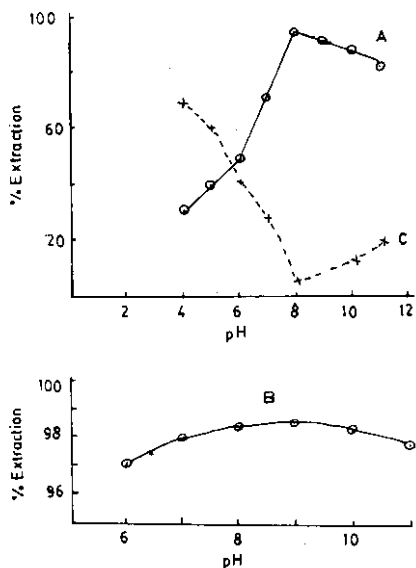 100
A
60
% Extraction
20
C
2 4 6 8 10 12
pH
100
B
98
% Extraction
96
6 8 10
pH